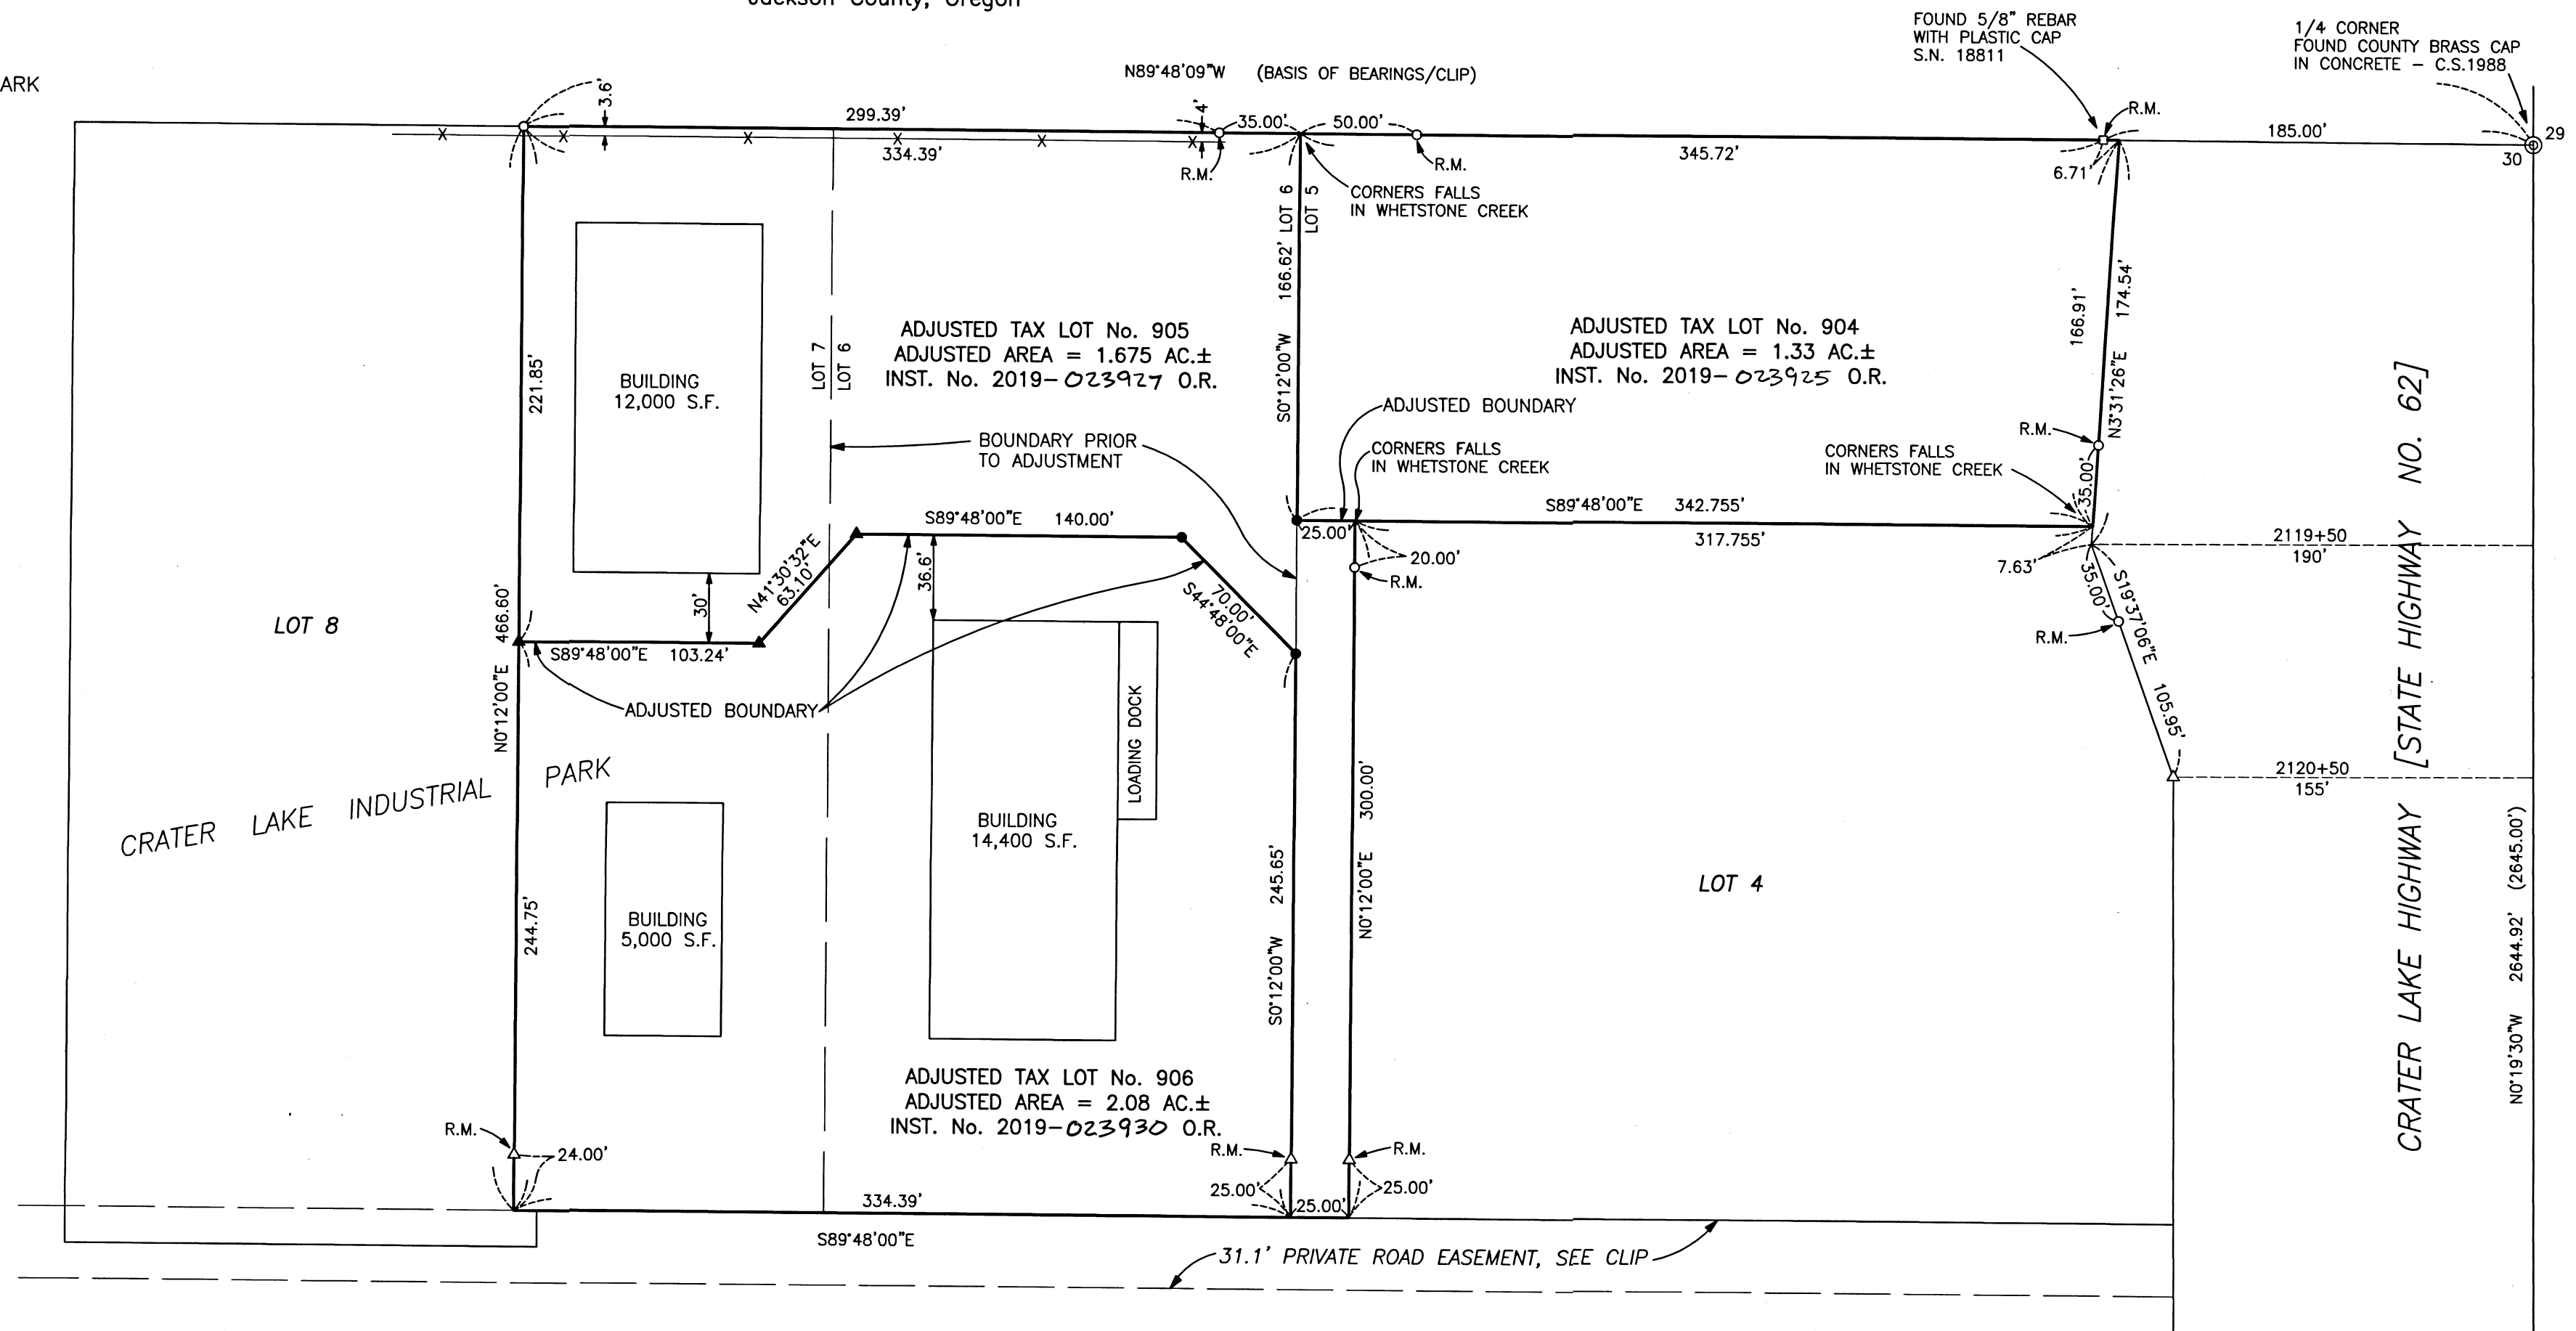 Jackson County, Oregon
ARK
N89°48'09"W (BASIS OF BEARINGS/CLIP)
FOUND 5/8" REBAR
WITH PLASTIC CAP
S.N. 18811
1/4 CORNER
FOUND COUNTY BRASS CAP
IN CONCRETE – C.S.1988
3.6'
299.39'
334.39'
4'
35.00'
50.00'
R.M.
R.M.
345.72'
R.M.
6.71'
185.00'
29
30
CORNERS FALLS
IN WHETSTONE CREEK
LOT 6
LOT 5
S0°12'00"W 166.62'
166.91'
174.54'
N3°31'26"E
221.85'
BUILDING
12,000 S.F.
LOT 7
LOT 6
ADJUSTED TAX LOT No. 905
ADJUSTED AREA = 1.675 AC.±
INST. No. 2019-023927 O.R.
ADJUSTED TAX LOT No. 904
ADJUSTED AREA = 1.33 AC.±
INST. No. 2019-023925 O.R.
ADJUSTED BOUNDARY
BOUNDARY PRIOR
TO ADJUSTMENT
CORNERS FALLS
IN WHETSTONE CREEK
CORNERS FALLS
IN WHETSTONE CREEK
R.M.
35.00'
S89°48'00"E 342.755'
317.755'
25.00'
20.00'
R.M.
S89°48'00"E 140.00'
N41°30'32"E
63.10'
36.6'
70.00'
S44°48'00"E
30'
7.63'
35.00'
S19°37'06"E 105.95'
R.M.
2119+50
190'
2120+50
155'
LOT 8
N0°12'00"E 466.60'
S89°48'00"E 103.24'
ADJUSTED BOUNDARY
LOADING DOCK
CRATER LAKE INDUSTRIAL PARK
BUILDING
14,400 S.F.
BUILDING
5,000 S.F.
244.75'
S0°12'00"W 245.65'
N0°12'00"E 300.00'
LOT 4
CRATER LAKE HIGHWAY [STATE HIGHWAY NO. 62]
N0°19'30"W 2644.92' (2645.00')
ADJUSTED TAX LOT No. 906
ADJUSTED AREA = 2.08 AC.±
INST. No. 2019-023930 O.R.
R.M.
24.00'
R.M.
R.M.
25.00'
25.00'
25.00'
334.39'
S89°48'00"E
31.1' PRIVATE ROAD EASEMENT, SEE CLIP